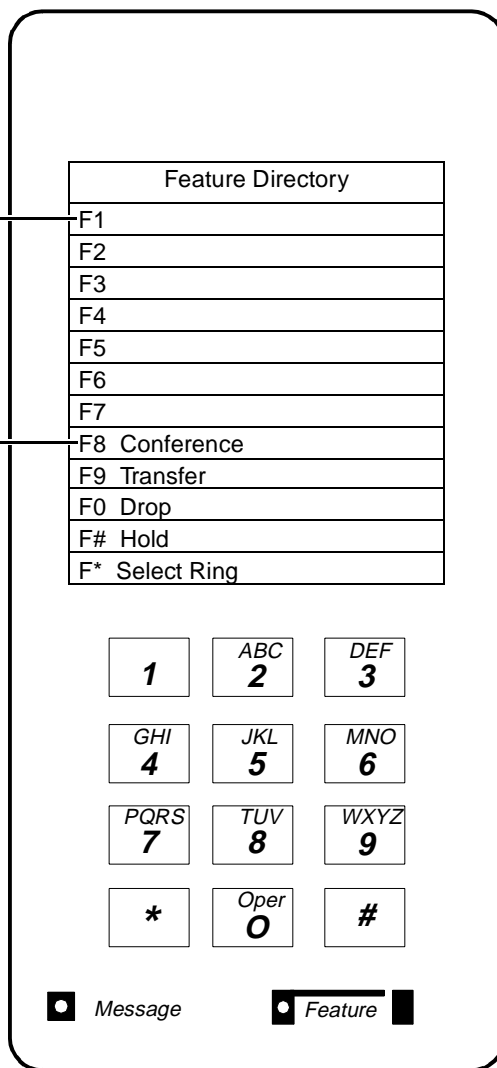 Feature Directory
F1
F2
F3
F4
F5
F6
F7
F8 Conference
F9 Transfer
F0 Drop
F# Hold
F* Select Ring
1 ABC 2 DEF 3
GHI 4 JKL 5 MNO 6
PQRS 7 TUV 8 WXYZ 9
* Oper O #
Message Feature